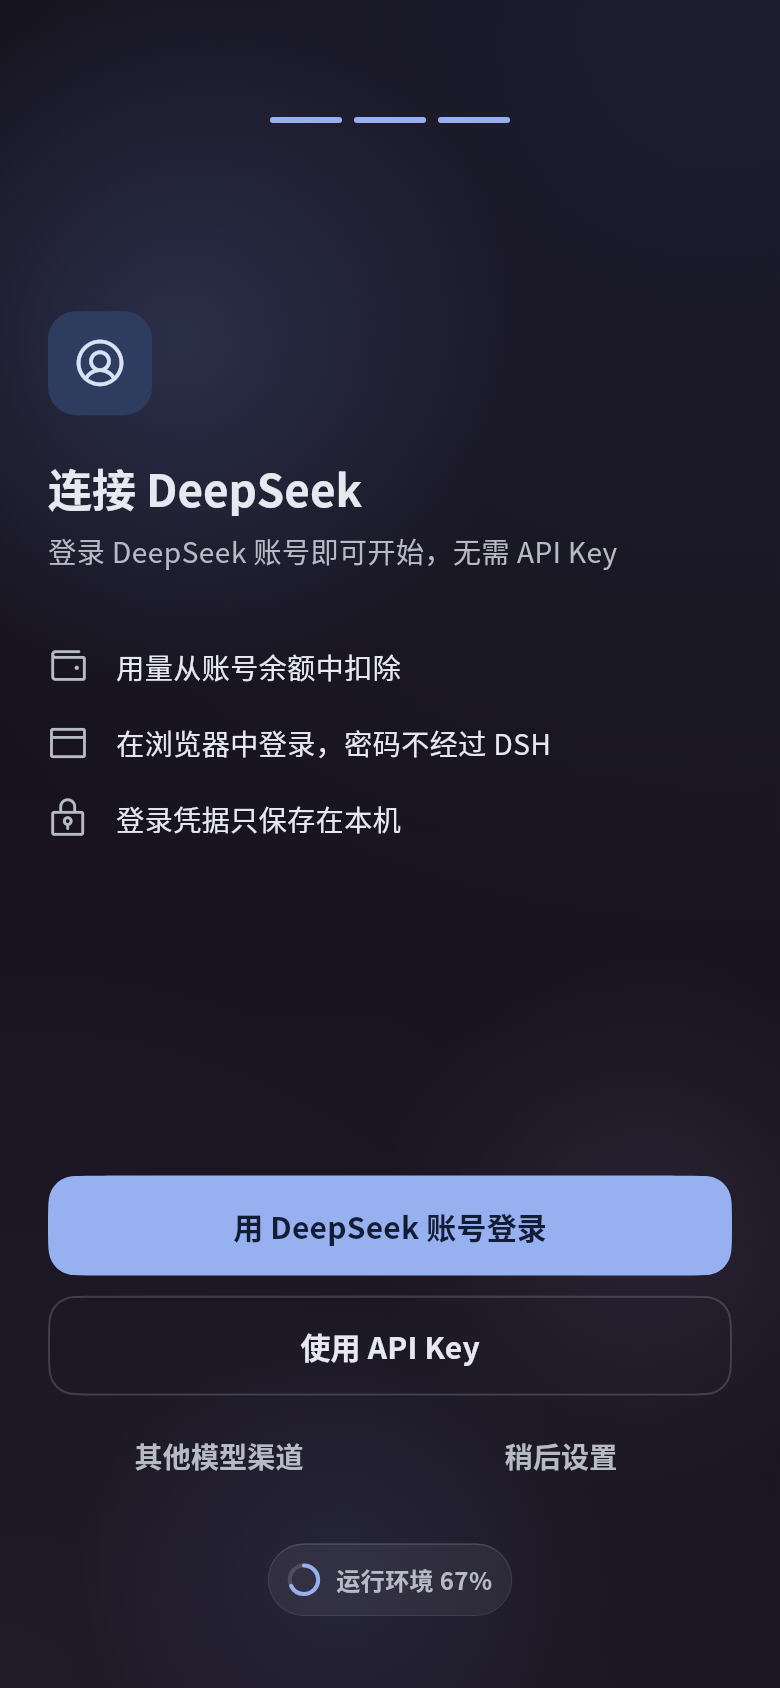 连接 DeepSeek
登录 DeepSeek 账号即可开始，无需 API Key
用量从账号余额中扣除
在浏览器中登录，密码不经过 DSH
登录凭据只保存在本机
用 DeepSeek 账号登录
使用 API Key
其他模型渠道
稍后设置
运行环境 67%